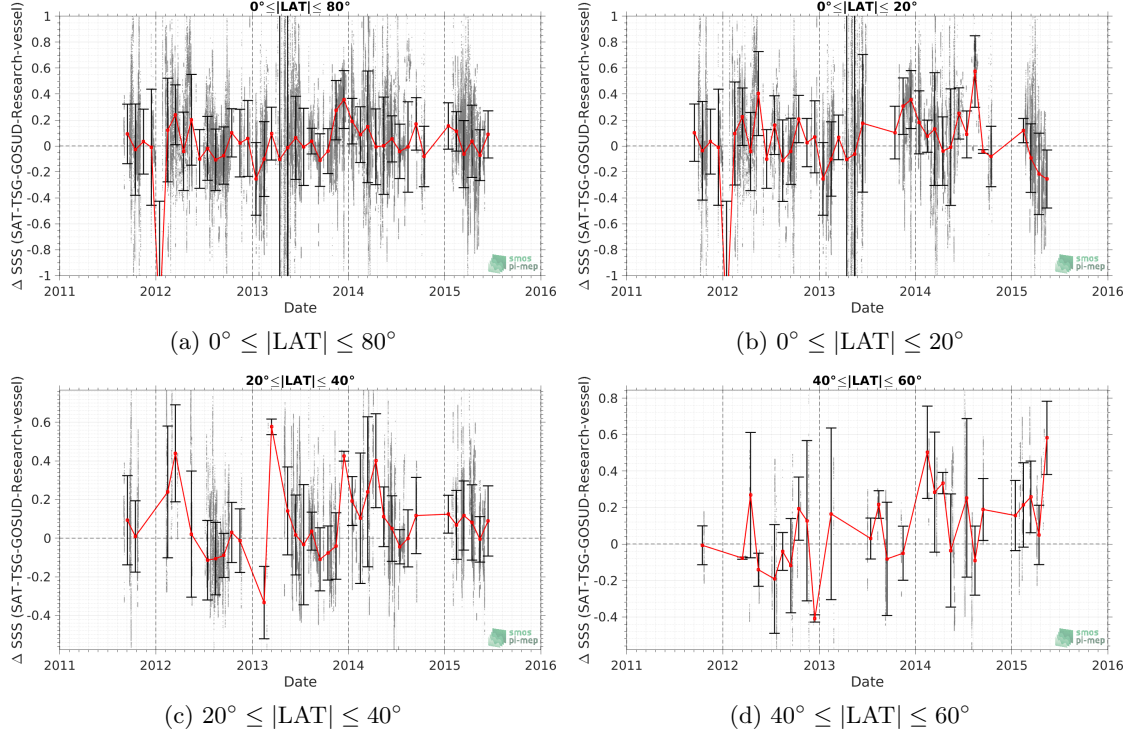 0°≤|LAT|≤ 80°
Δ SSS (SAT-TSG-GOSUD-Research-vessel)
1
0.8
0.6
0.4
0.2
0
-0.2
-0.4
-0.6
-0.8
-1
2011 2012 2013 2014 2015 2016
Date
smos
pi-mep
(a) 0° ≤ |LAT| ≤ 80°
0°≤|LAT|≤ 20°
Δ SSS (SAT-TSG-GOSUD-Research-vessel)
1
0.8
0.6
0.4
0.2
0
-0.2
-0.4
-0.6
-0.8
-1
2011 2012 2013 2014 2015 2016
Date
smos
pi-mep
(b) 0° ≤ |LAT| ≤ 20°
20°≤|LAT|≤ 40°
Δ SSS (SAT-TSG-GOSUD-Research-vessel)
0.6
0.4
0.2
0
-0.2
-0.4
2011 2012 2013 2014 2015 2016
Date
smos
pi-mep
(c) 20° ≤ |LAT| ≤ 40°
40°≤|LAT|≤ 60°
Δ SSS (SAT-TSG-GOSUD-Research-vessel)
0.8
0.6
0.4
0.2
0
-0.2
-0.4
2011 2012 2013 2014 2015 2016
Date
smos
pi-mep
(d) 40° ≤ |LAT| ≤ 60°